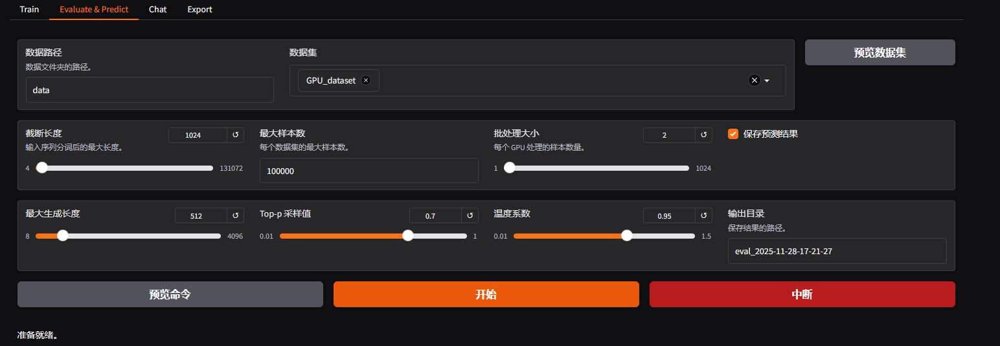 Train Evaluate & Predict Chat Export
数据路径
数据文件夹的路径。
data
数据集
GPU_dataset
预览数据集
截断长度
1024
输入序列分词后的最大长度。
4 131072
最大样本数
每个数据集的最大样本数。
100000
批处理大小
2
每个 GPU 处理的样本数量。
1 1024
保存预测结果
最大生成长度
512
8 4096
Top-p 采样值
0.7
0.01 1
温度系数
0.95
0.01 1.5
输出目录
保存结果的路径。
eval_2025-11-28-17-21-27
预览命令 开始 中断
准备就绪。